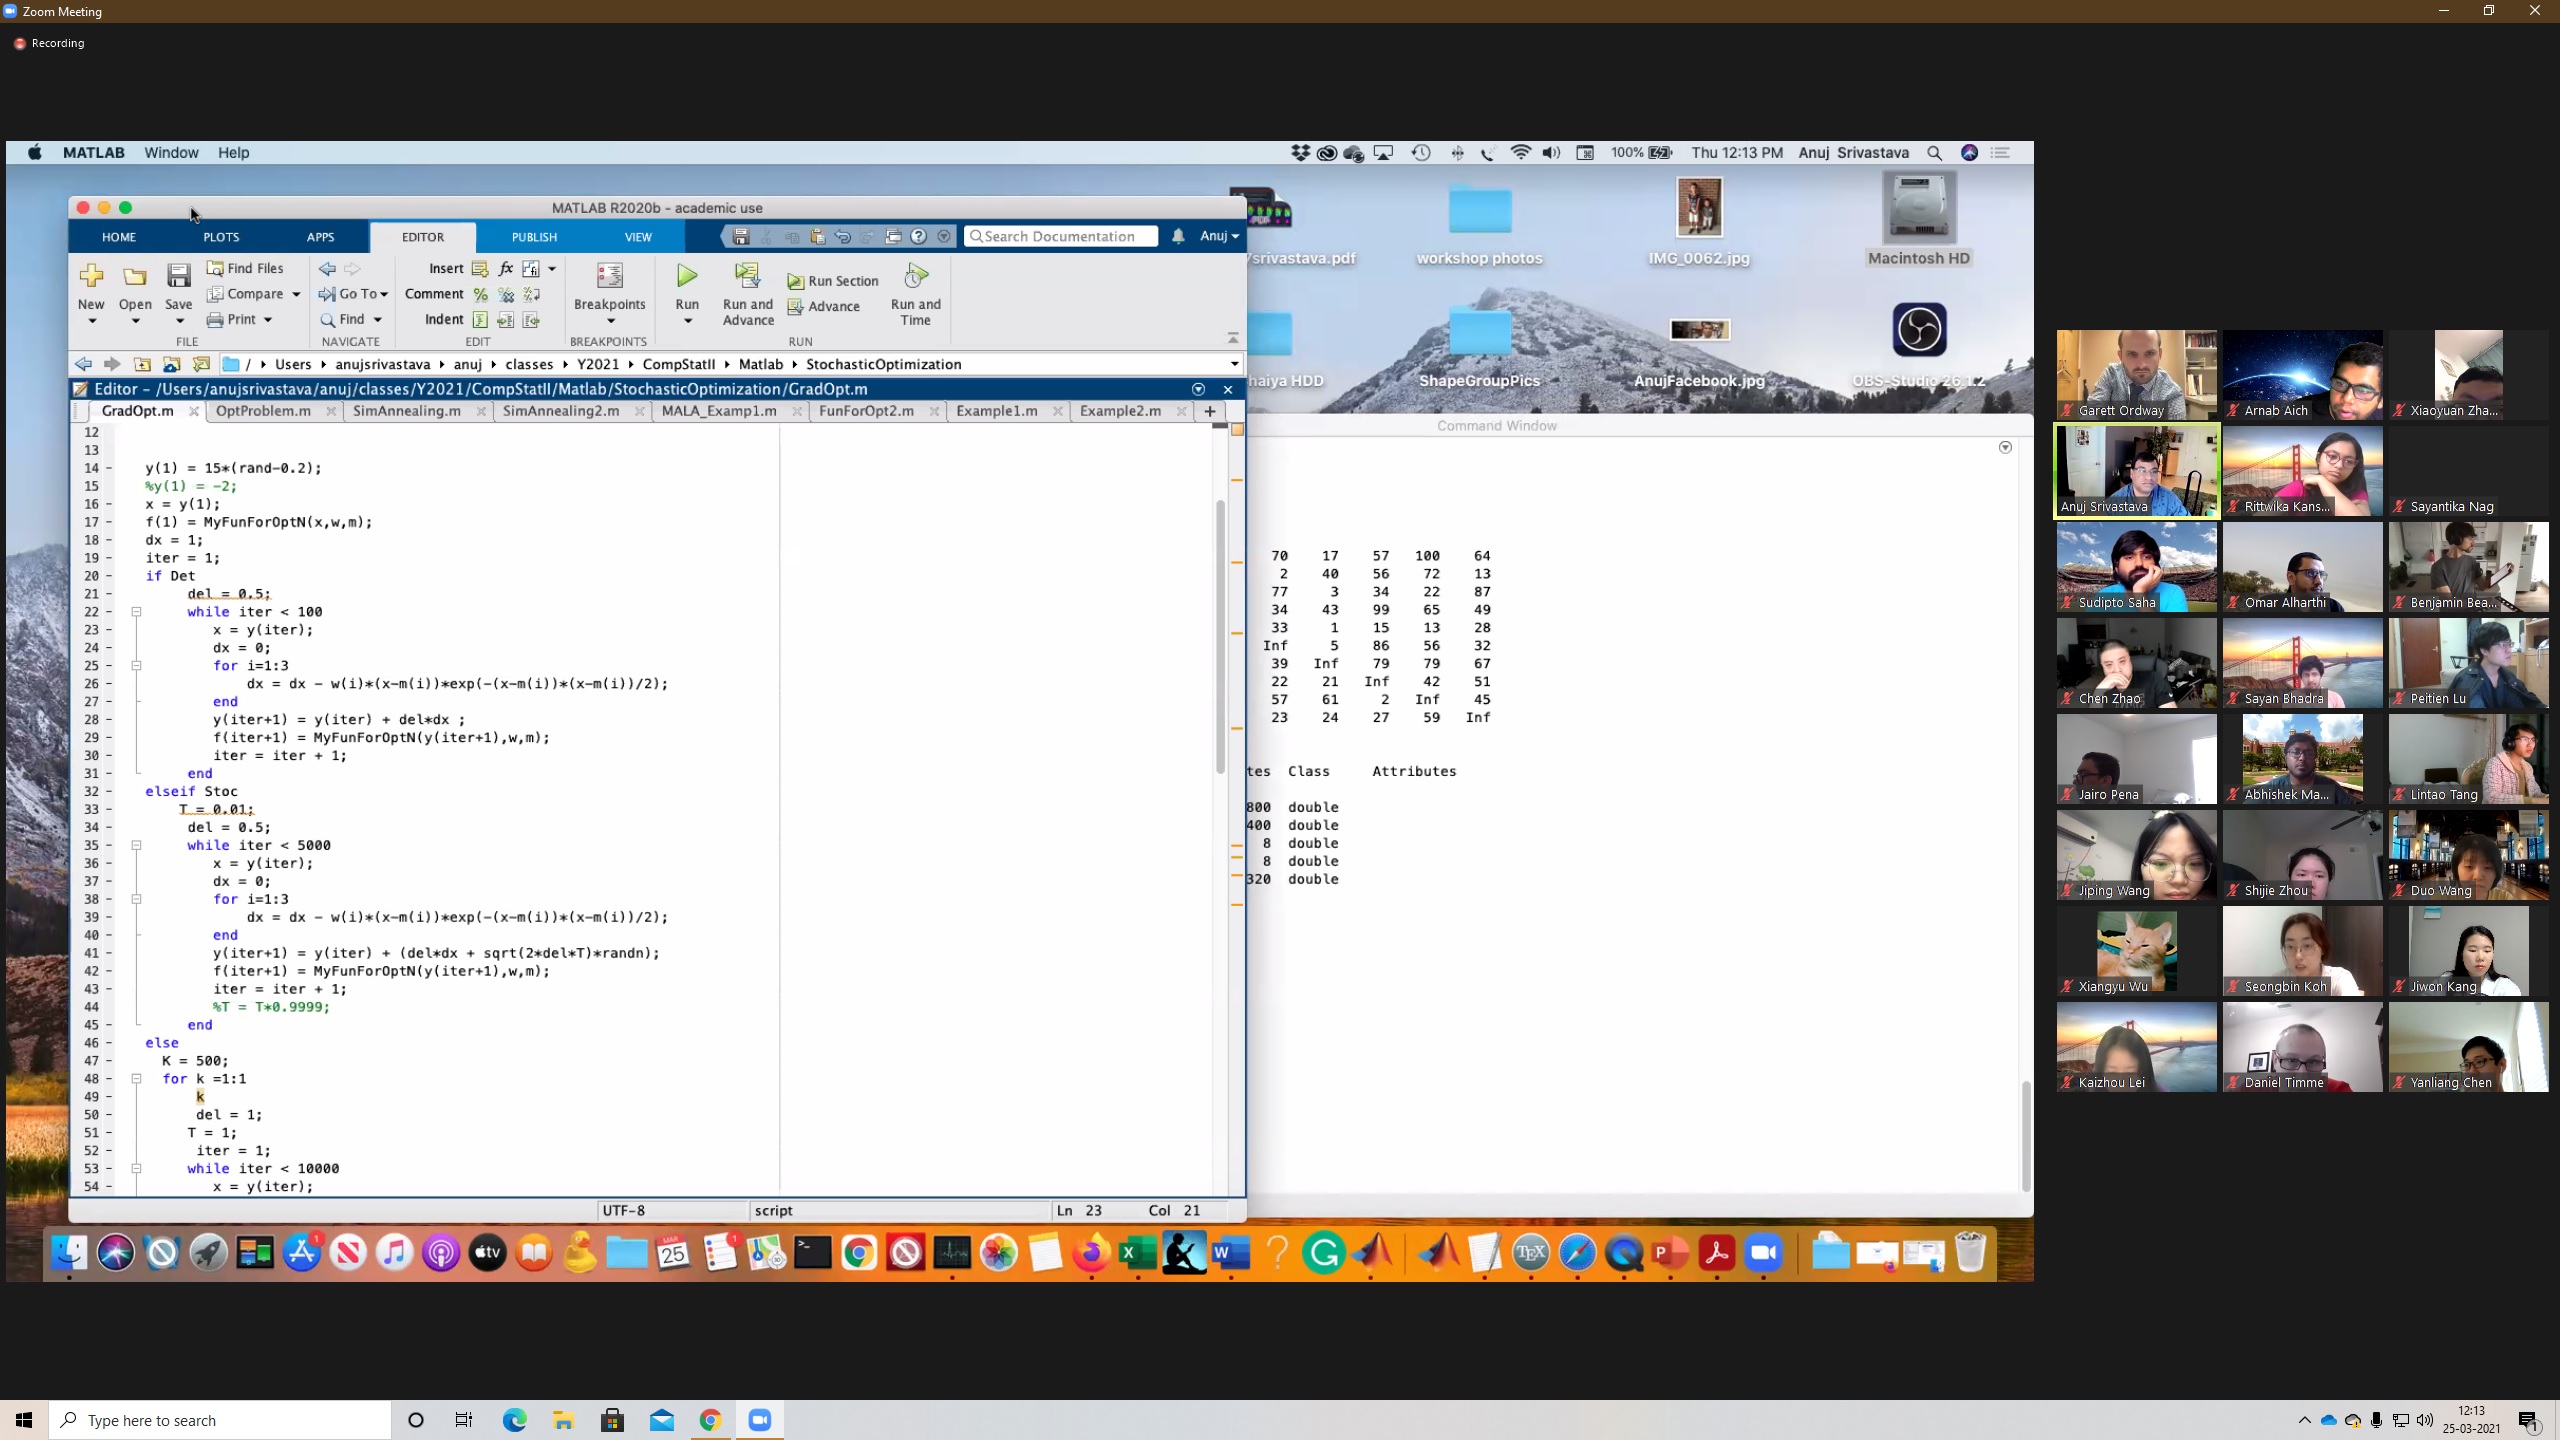 Zoom Meeting
Recording
MATLAB Window Help
100% Thu 12:13 PM Anuj Srivastava
MATLAB R2020b - academic use
HOME PLOTS APPS EDITOR PUBLISH VIEW Search Documentation Anuj
New Open Save
Find Files
Compare
Print
FILE
Go To
Find
NAVIGATE
Insert fx
Comment
Indent
EDIT
Breakpoints
BREAKPOINTS
Run
Run and Advance
Run Section
Advance
Run and Time
RUN
/ Users anujsrivastava anuj classes Y2021 CompStatII Matlab StochasticOptimization
Editor - /Users/anujsrivastava/anuj/classes/Y2021/CompStatII/Matlab/StochasticOptimization/GradOpt.m
GradOpt.m OptProblem.m SimAnnealing.m SimAnnealing2.m MALA_Examp1.m FunForOpt2.m Example1.m Example2.m +
12
13
14 - y(1) = 15*(rand-0.2);
15 %y(1) = -2;
16 - x = y(1);
17 - f(1) = MyFunForOptN(x,w,m);
18 - dx = 1;
19 - iter = 1;
20 - if Det
21 - del = 0.5;
22 - while iter < 100
23 - x = y(iter);
24 - dx = 0;
25 - for i=1:3
26 - dx = dx - w(i)*(x-m(i))*exp(-(x-m(i))*(x-m(i))/2);
27 - end
28 - y(iter+1) = y(iter) + del*dx ;
29 - f(iter+1) = MyFunForOptN(y(iter+1),w,m);
30 - iter = iter + 1;
31 - end
32 - elseif Stoc
33 - T = 0.01;
34 - del = 0.5;
35 - while iter < 5000
36 - x = y(iter);
37 - dx = 0;
38 - for i=1:3
39 - dx = dx - w(i)*(x-m(i))*exp(-(x-m(i))*(x-m(i))/2);
40 - end
41 - y(iter+1) = y(iter) + (del*dx + sqrt(2*del*T)*randn);
42 - f(iter+1) = MyFunForOptN(y(iter+1),w,m);
43 - iter = iter + 1;
44 - %T = T*0.9999;
45 - end
46 - else
47 - K = 500;
48 - for k =1:1
49 - k
50 - del = 1;
51 - T = 1;
52 - iter = 1;
53 - while iter < 10000
54 - x = y(iter);
UTF-8 script Ln 23 Col 21
srivastava.pdf workshop photos IMG_0062.jpg Macintosh HD
haiya HDD ShapeGroupPics AnujFacebook.jpg OBS-Studio 26.1.2
Command Window
70 17 57 100 64
2 40 56 72 13
77 3 34 22 87
34 43 99 65 49
33 1 15 13 28
Inf 5 86 56 32
39 Inf 79 79 67
22 21 Inf 42 51
57 61 2 Inf 45
23 24 27 59 Inf
tes Class Attributes
800 double
400 double
8 double
8 double
320 double
Garett Ordway Arnab Aich Xiaoyuan Zha...
Anuj Srivastava Rittwika Kans... Sayantika Nag
Sudipto Saha Omar Alharthi Benjamin Bea...
Chen Zhao Sayan Bhadra Peitien Lu
Jairo Pena Abhishek Ma... Lintao Tang
Jiping Wang Shijie Zhou Duo Wang
Xiangyu Wu Seongbin Koh Jiwon Kang
Kaizhou Lei Daniel Timme Yanliang Chen
MAR 25
tv
TEX
Type here to search
12:13
25-03-2021
1